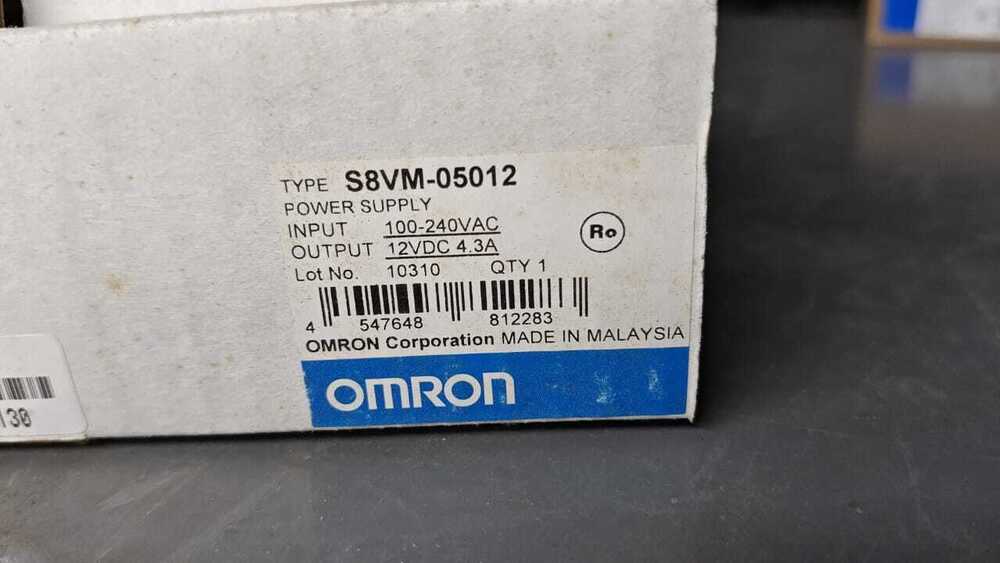 TYPE S8VM-05012
POWER SUPPLY
INPUT 100-240VAC
OUTPUT 12VDC 4.3A
Ro
Lot No. 10310 QTY 1
4 547648 812283
OMRON Corporation MADE IN MALAYSIA
OMRON
130